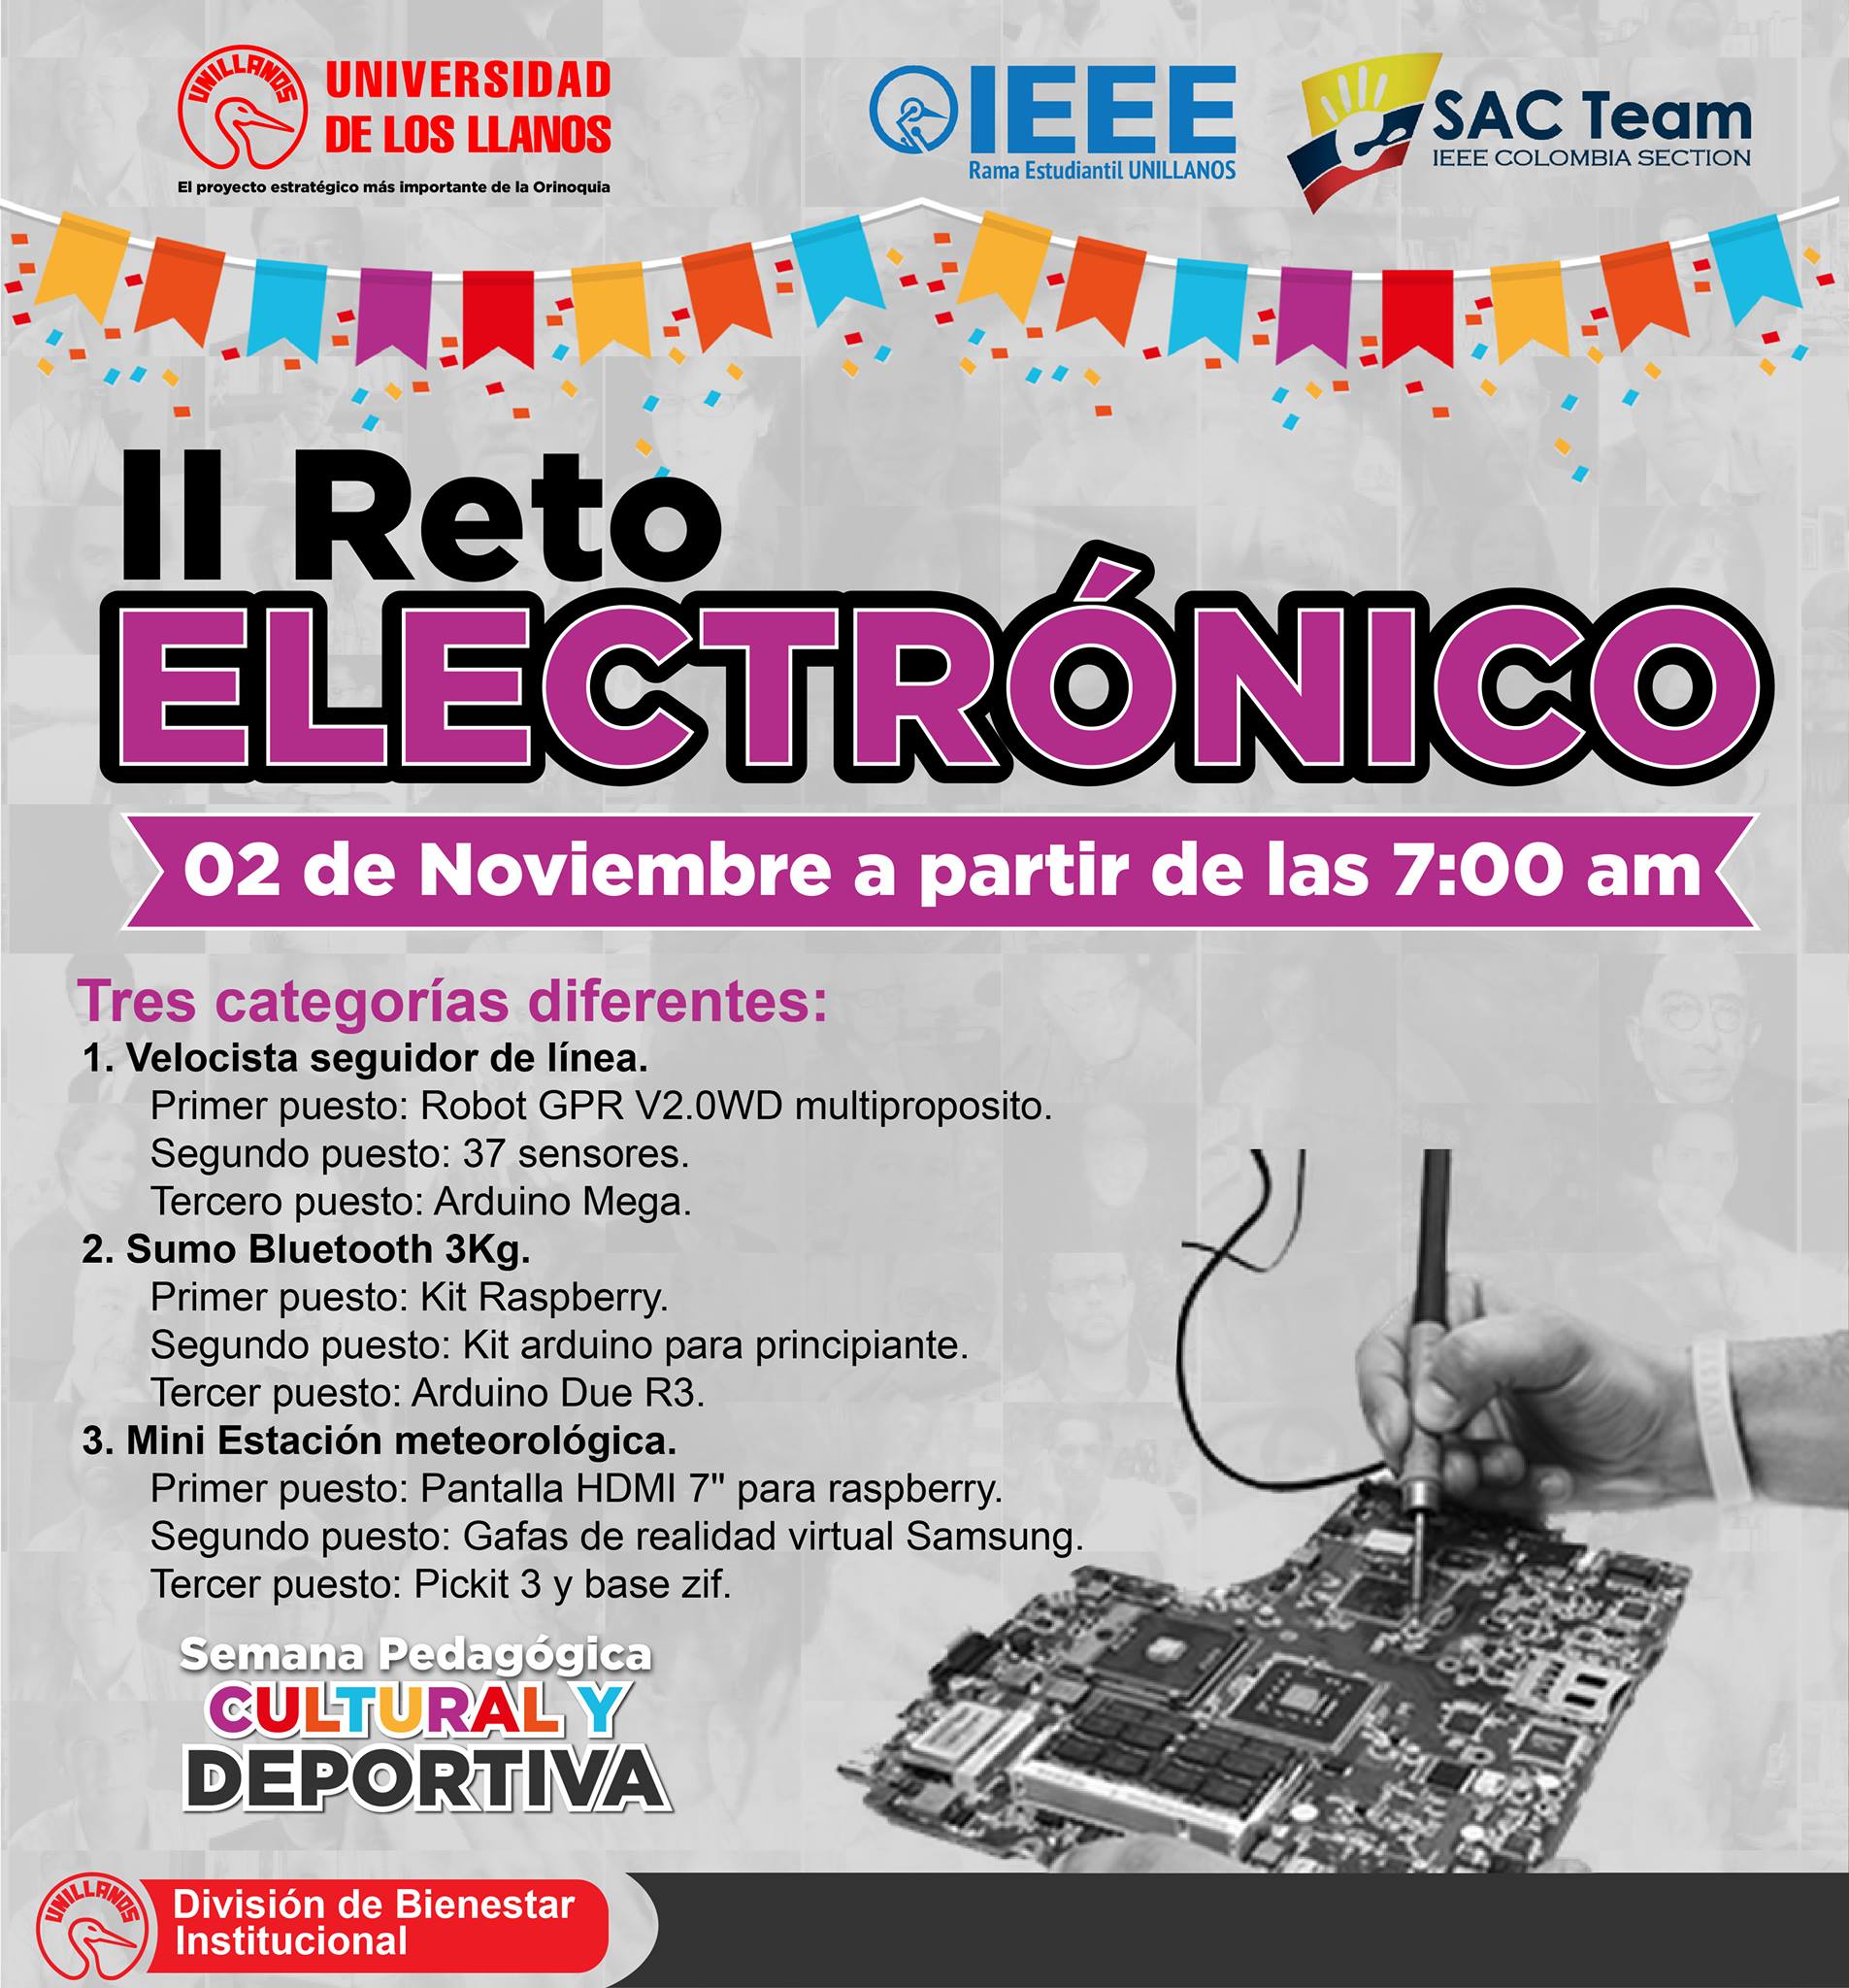 UNILLANOS
UNIVERSIDAD
DE LOS LLANOS
El proyecto estratégico más importante de la Orinoquia
IEEE
Rama Estudiantil UNILLANOS
SAC Team
IEEE COLOMBIA SECTION
II Reto
ELECTRÓNICO
02 de Noviembre a partir de las 7:00 am
Tres categorías diferentes:
1. Velocista seguidor de línea.
Primer puesto: Robot GPR V2.0WD multiproposito.
Segundo puesto: 37 sensores.
Tercero puesto: Arduino Mega.
2. Sumo Bluetooth 3Kg.
Primer puesto: Kit Raspberry.
Segundo puesto: Kit arduino para principiante.
Tercer puesto: Arduino Due R3.
3. Mini Estación meteorológica.
Primer puesto: Pantalla HDMI 7" para raspberry.
Segundo puesto: Gafas de realidad virtual Samsung.
Tercer puesto: Pickit 3 y base zif.
Semana Pedagógica
CULTURAL Y
DEPORTIVA
UNILLANOS
División de Bienestar
Institucional